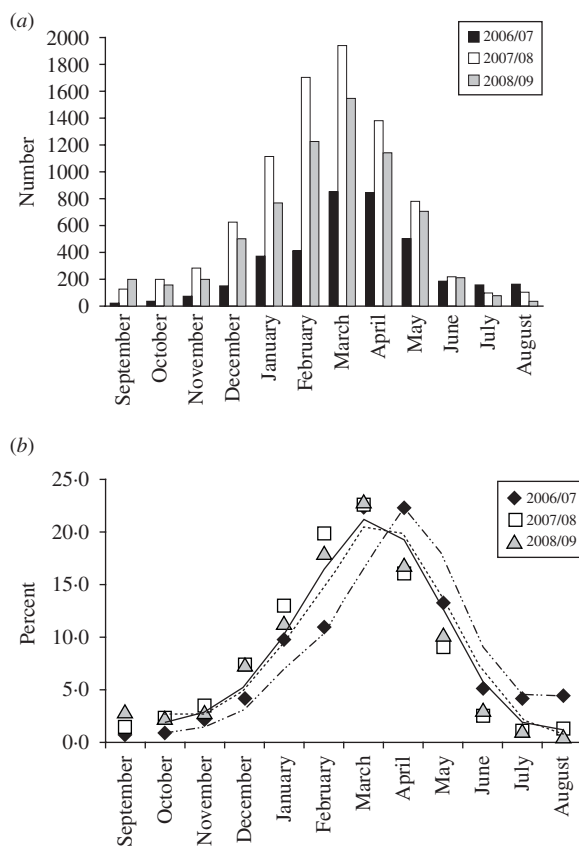 (a)
2000
1800
1600
1400
1200
1000
800
600
400
200
0
Number
2006/07
2007/08
2008/09
September
October
November
December
January
February
March
April
May
June
July
August
(b)
25·0
20·0
15·0
10·0
5·0
0·0
Percent
2006/07
2007/08
2008/09
September
October
November
December
January
February
March
April
May
June
July
August